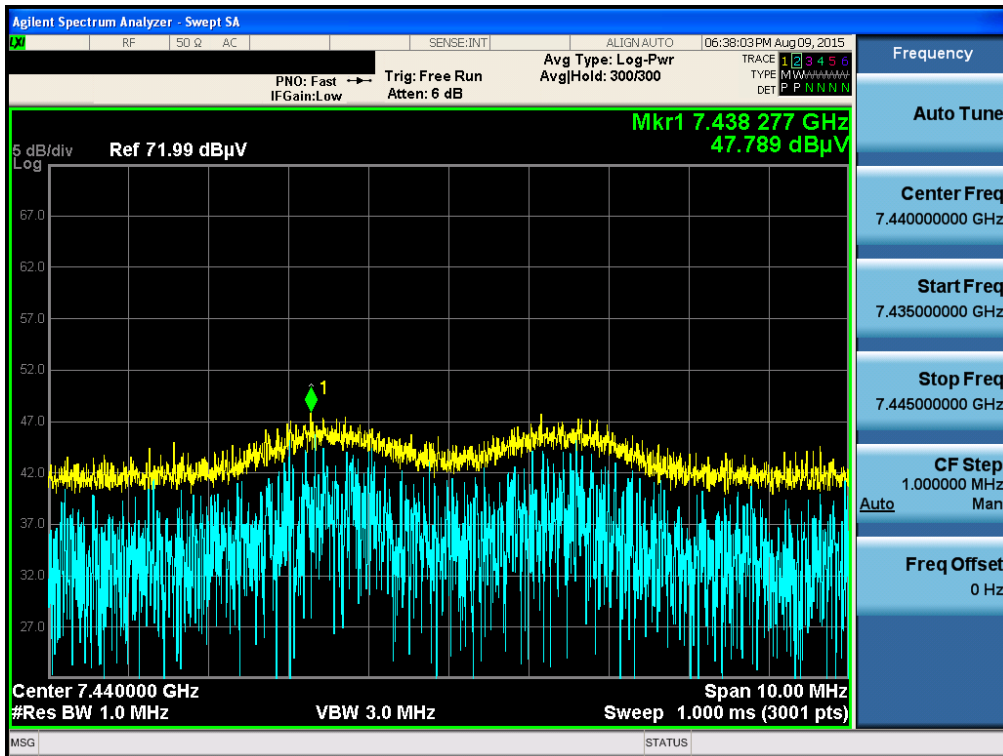 Agilent Spectrum Analyzer - Swept SA
LXI RF 50 Ω AC SENSE:INT ALIGN AUTO 06:38:03 PM Aug 09, 2015
PNO: Fast Trig: Free Run Avg Type: Log-Pwr TRACE 1 2 3 4 5 6
IFGain:Low Atten: 6 dB Avg|Hold: 300/300 TYPE M WWWWWW
DET P P N N N N
Mkr1 7.438 277 GHz
47.789 dBµV
5 dB/div Ref 71.99 dBµV
Log
67.0
62.0
57.0
52.0
1
47.0
42.0
37.0
32.0
27.0
Center 7.440000 GHz Span 10.00 MHz
#Res BW 1.0 MHz VBW 3.0 MHz Sweep 1.000 ms (3001 pts)
MSG STATUS
Frequency
Auto Tune
Center Freq
7.440000000 GHz
Start Freq
7.435000000 GHz
Stop Freq
7.445000000 GHz
CF Step
1.000000 MHz
Auto Man
Freq Offset
0 Hz